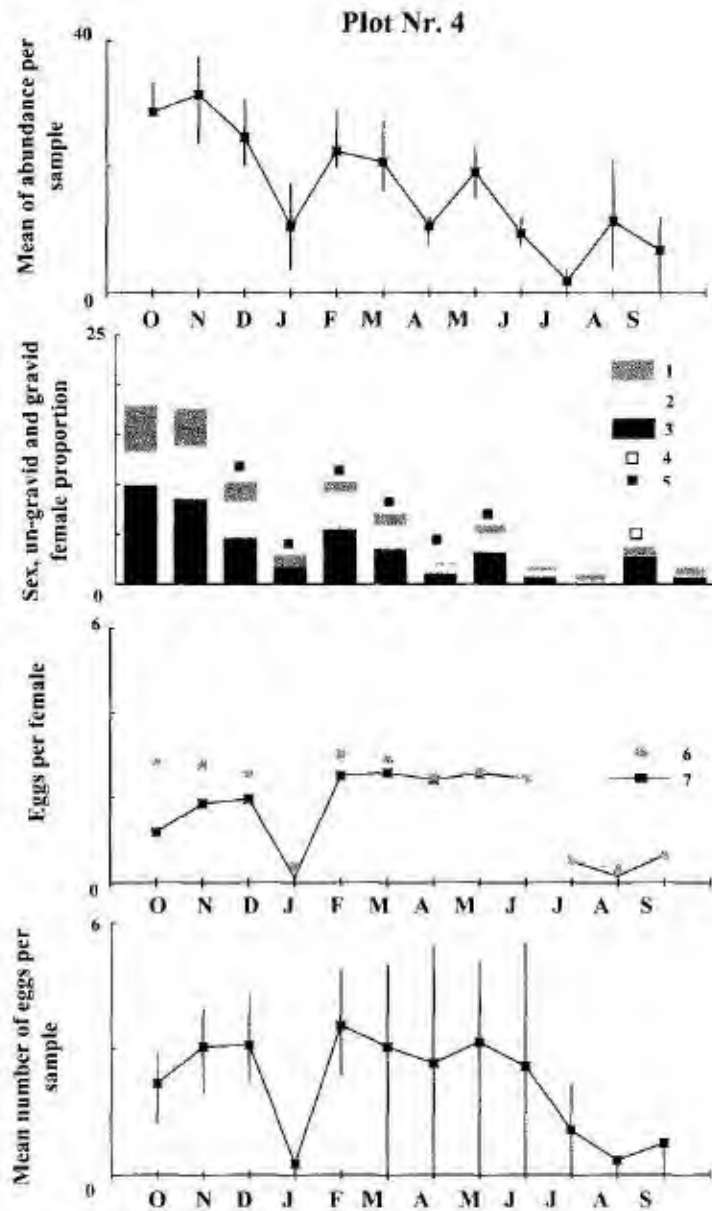 Plot Nr. 4
40
Mean of abundance per
sample
0
O N D J F M A M J J A S
25
Sex, un-gravid and gravid
female proportion
1
2
3
4
5
0
6
Eggs per female
6
7
0
O N D J F M A M J J A S
6
Mean number of eggs per
sample
0
O N D J F M A M J J A S